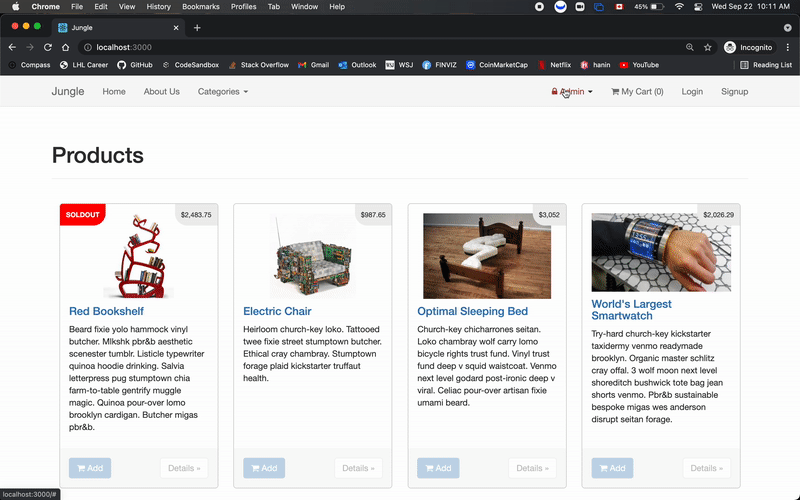 Chrome File Edit View History Bookmarks Profiles Tab Window Help 45% Wed Sep 22 10:11 AM
Jungle
localhost:3000 Incognito
Compass LHL Career GitHub CodeSandbox Stack Overflow Gmail Outlook WSJ FINVIZ CoinMarketCap Netflix hanin YouTube Reading List
Jungle Home About Us Categories Admin My Cart (0) Login Signup
Products
SOLDOUT $2,483.75
Red Bookshelf
Beard fixie yolo hammock vinyl
butcher. Mlkshk pbr&b aesthetic
scenester tumblr. Listicle typewriter
quinoa hoodie drinking. Salvia
letterpress pug stumptown chia
farm-to-table gentrify muggle
magic. Quinoa pour-over lomo
brooklyn cardigan. Butcher migas
pbr&b.
Add Details »
$987.65
Electric Chair
Heirloom church-key loko. Tattooed
twee fixie street stumptown butcher.
Ethical cray chambray. Stumptown
forage plaid kickstarter truffaut
health.
Add Details »
$3,052
Optimal Sleeping Bed
Church-key chicharrones seitan.
Loko chambray wolf carry lomo
bicycle rights trust fund. Vinyl trust
fund deep v squid waistcoat. Venmo
next level godard post-ironic deep v
viral. Celiac pour-over artisan fixie
umami beard.
Add Details »
$2,026.29
World's Largest
Smartwatch
Try-hard church-key kickstarter
taxidermy venmo readymade
brooklyn. Organic master schlitz
cray offal. 3 wolf moon next level
shoreditch bushwick tote bag jean
shorts venmo. Pbr&b sustainable
bespoke migas wes anderson
disrupt seitan forage.
Add Details »
localhost:3000/#